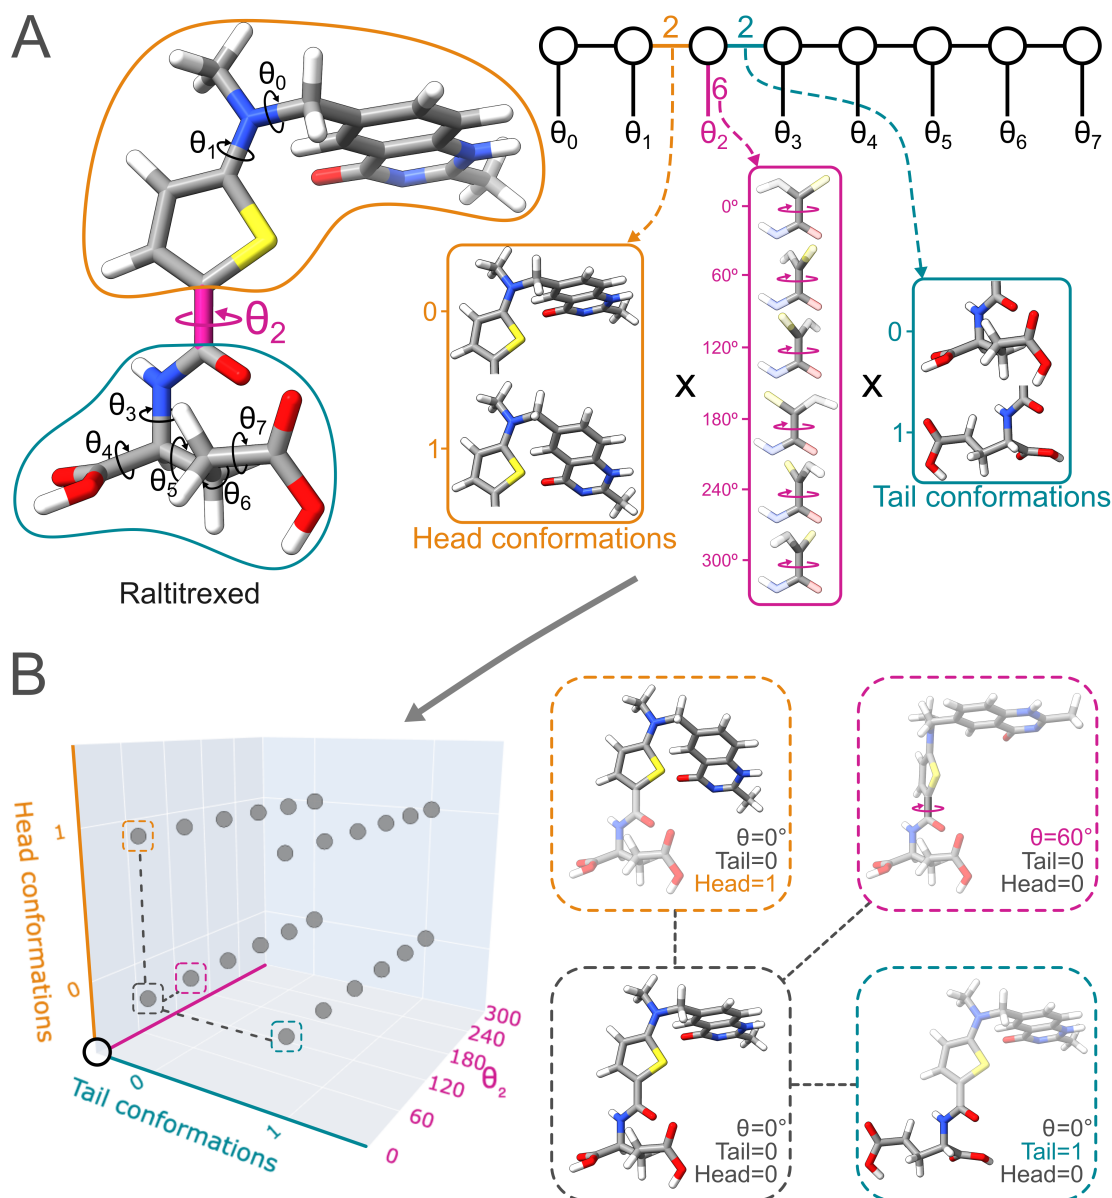 A
θ0
θ1
θ2
θ3
θ4
θ5
θ6
θ7
Raltitrexed
2
2
6
θ0
θ1
θ2
θ3
θ4
θ5
θ6
θ7
0
1
Head conformations
x
0º
60º
120º
180º
240º
300º
x
0
1
Tail conformations
B
Head conformations
1
0
Tail conformations
0
1
θ2
300
240
180
120
60
0
θ=0°
Tail=0
Head=1
θ=60°
Tail=0
Head=0
θ=0°
Tail=0
Head=0
θ=0°
Tail=1
Head=0